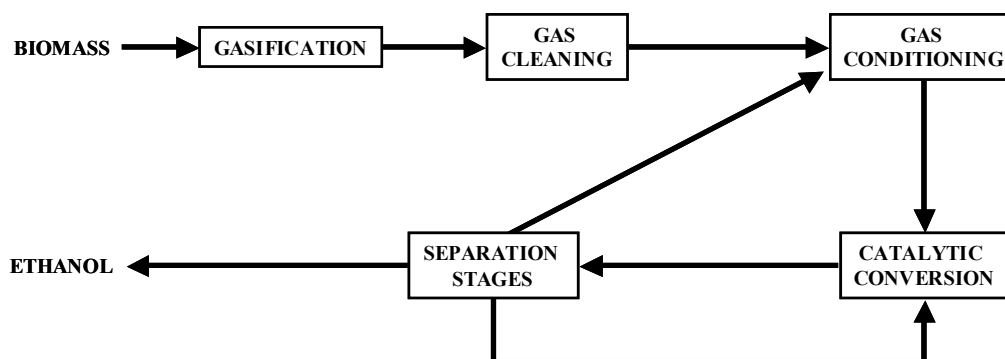 BIOMASS
GASIFICATION
GAS
CLEANING
GAS
CONDITIONING
ETHANOL
SEPARATION
STAGES
CATALYTIC
CONVERSION